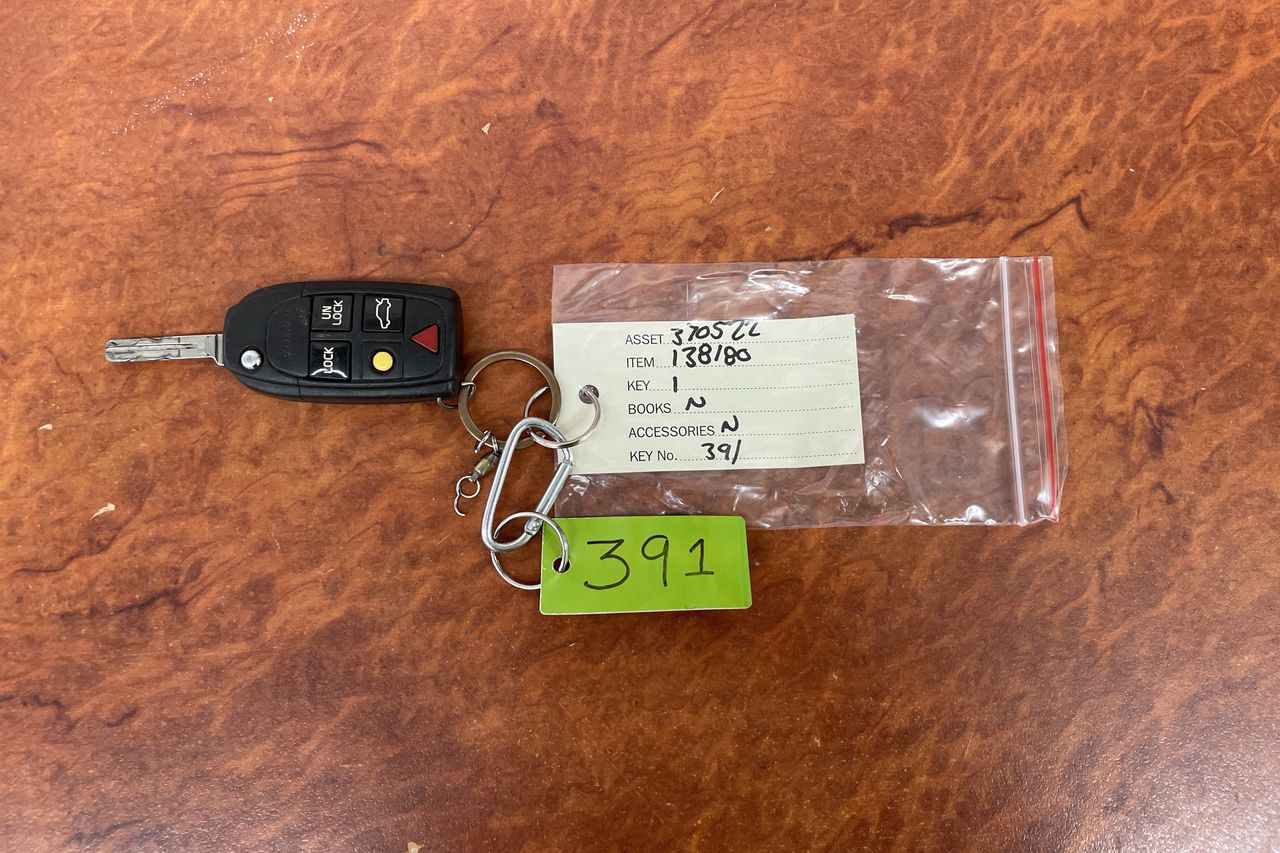 UN
LOCK
LOCK
ASSET 370522
ITEM 138180
KEY 1
BOOKS N
ACCESSORIES N
KEY No. 391
391